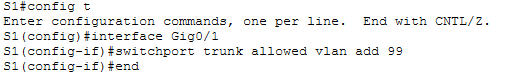 S1#config t
Enter configuration commands, one per line.  End with CNTL/Z.
S1(config)#interface Gig0/1
S1(config-if)#switchport trunk allowed vlan add 99
S1(config-if)#end